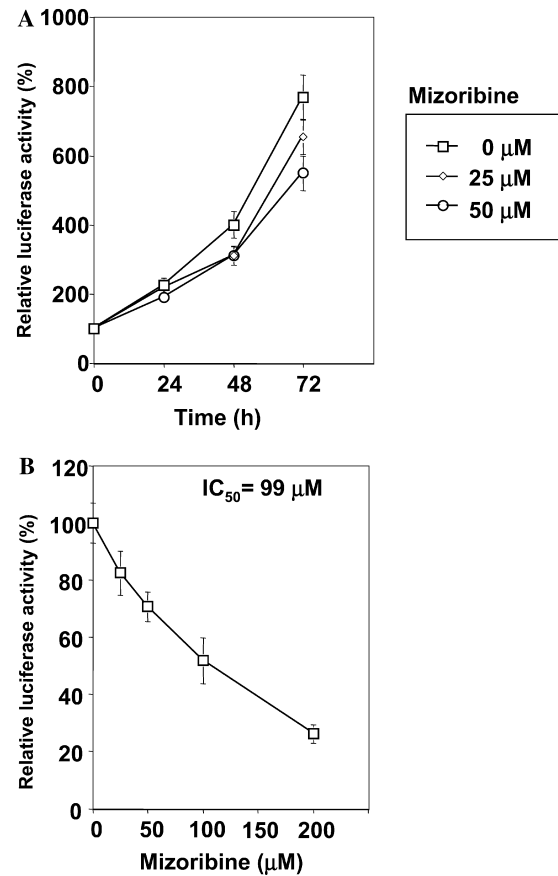 A
Relative luciferase activity (%)
1000
800
600
400
200
0
0 24 48 72
Time (h)
Mizoribine
0 μM
25 μM
50 μM
B
Relative luciferase activity (%)
120
100
80
60
40
20
0
IC50= 99 μM
0 50 100 150 200
Mizoribine (μM)